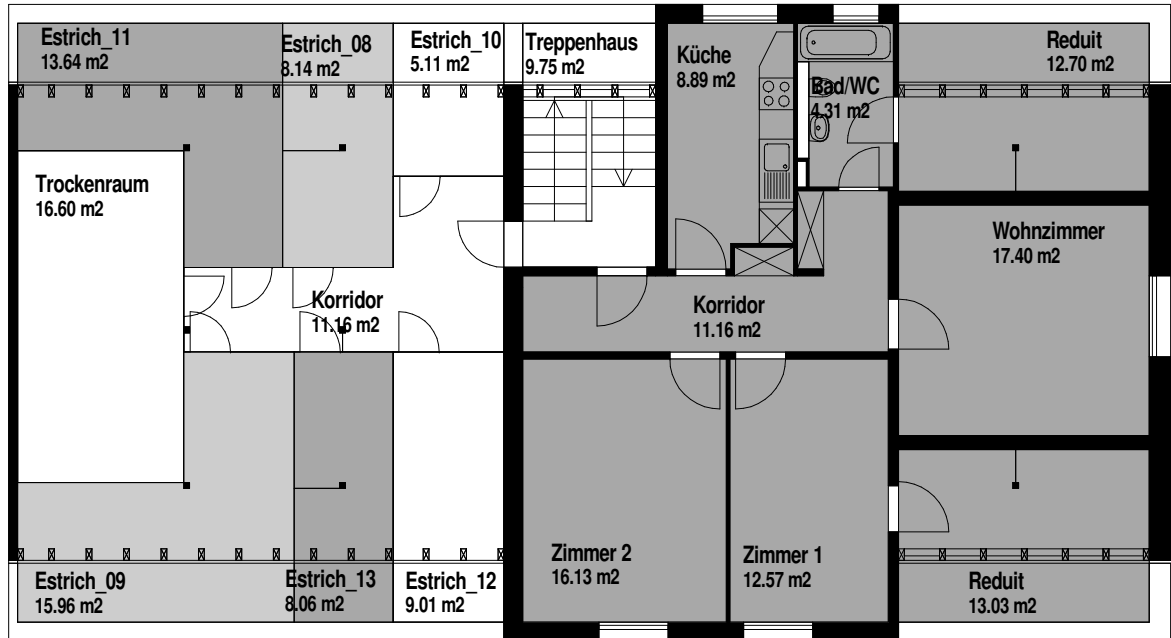 Estrich_11
13.64 m2
Estrich_08
8.14 m2
Estrich_10
5.11 m2
Treppenhaus
9.75 m2
Küche
8.89 m2
Bad/WC
4.31 m2
Reduit
12.70 m2
Trockenraum
16.60 m2
Wohnzimmer
17.40 m2
Korridor
11.16 m2
Korridor
11.16 m2
Estrich_09
15.96 m2
Estrich_13
8.06 m2
Estrich_12
9.01 m2
Zimmer 2
16.13 m2
Zimmer 1
12.57 m2
Reduit
13.03 m2